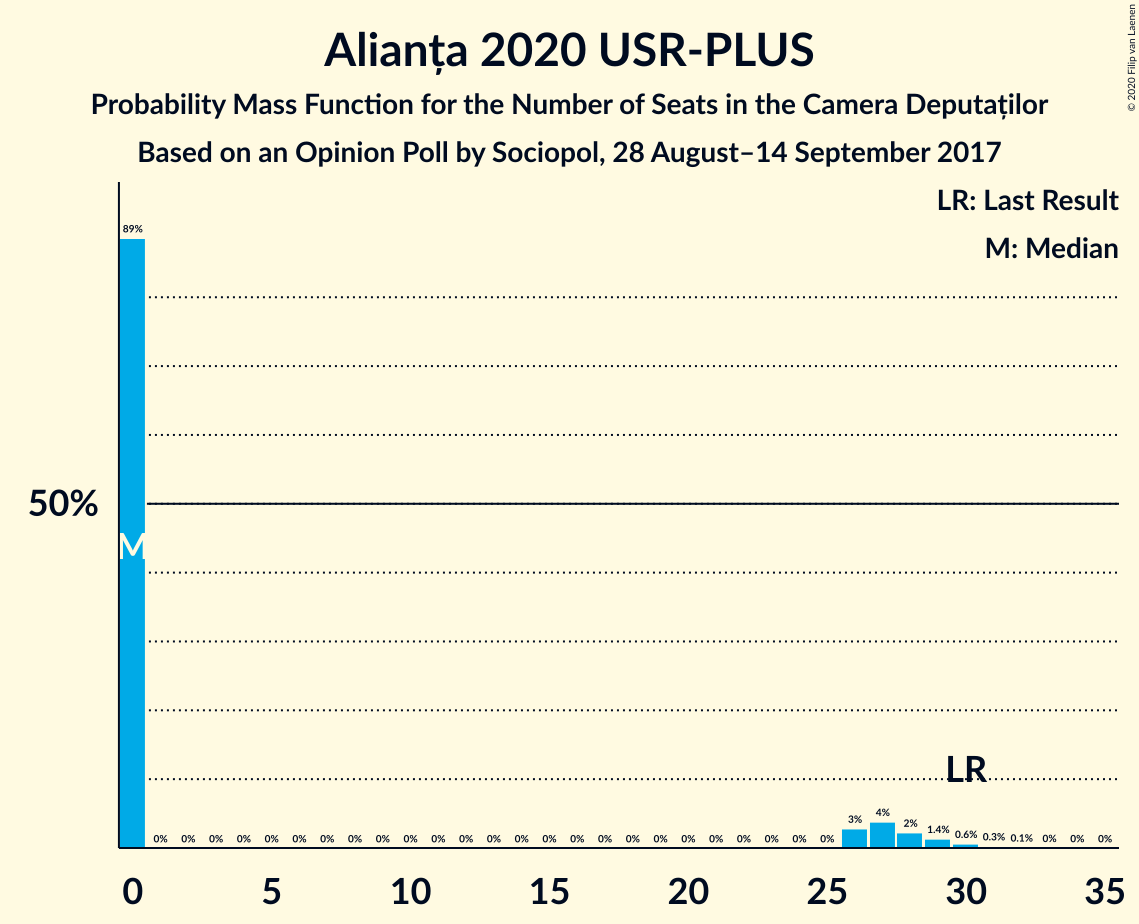 Alianța 2020 USR-PLUS
Probability Mass Function for the Number of Seats in the Camera Deputaților
Based on an Opinion Poll by Sociopol, 28 August–14 September 2017
© 2020 Filip van Laenen
LR: Last Result
M: Median
89%
50%
M
LR
0% 0% 0% 0% 0% 0% 0% 0% 0% 0% 0% 0% 0% 0% 0% 0% 0% 0% 0% 0% 0% 0% 0% 0% 0% 3% 4% 2% 1.4% 0.6% 0.3% 0.1% 0% 0% 0%
0 5 10 15 20 25 30 35